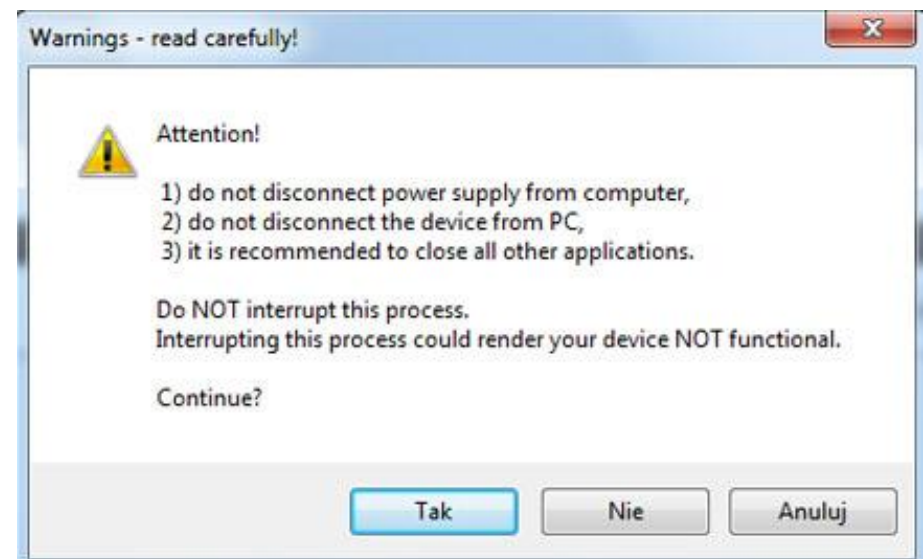 Warnings - read carefully!
Attention!
1) do not disconnect power supply from computer,
2) do not disconnect the device from PC,
3) it is recommended to close all other applications.
Do NOT interrupt this process.
Interrupting this process could render your device NOT functional.
Continue?
Tak Nie Anuluj